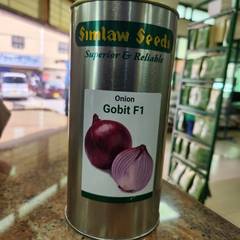 Simlaw Seeds
Superior & Reliable
Onion
Gobit F1